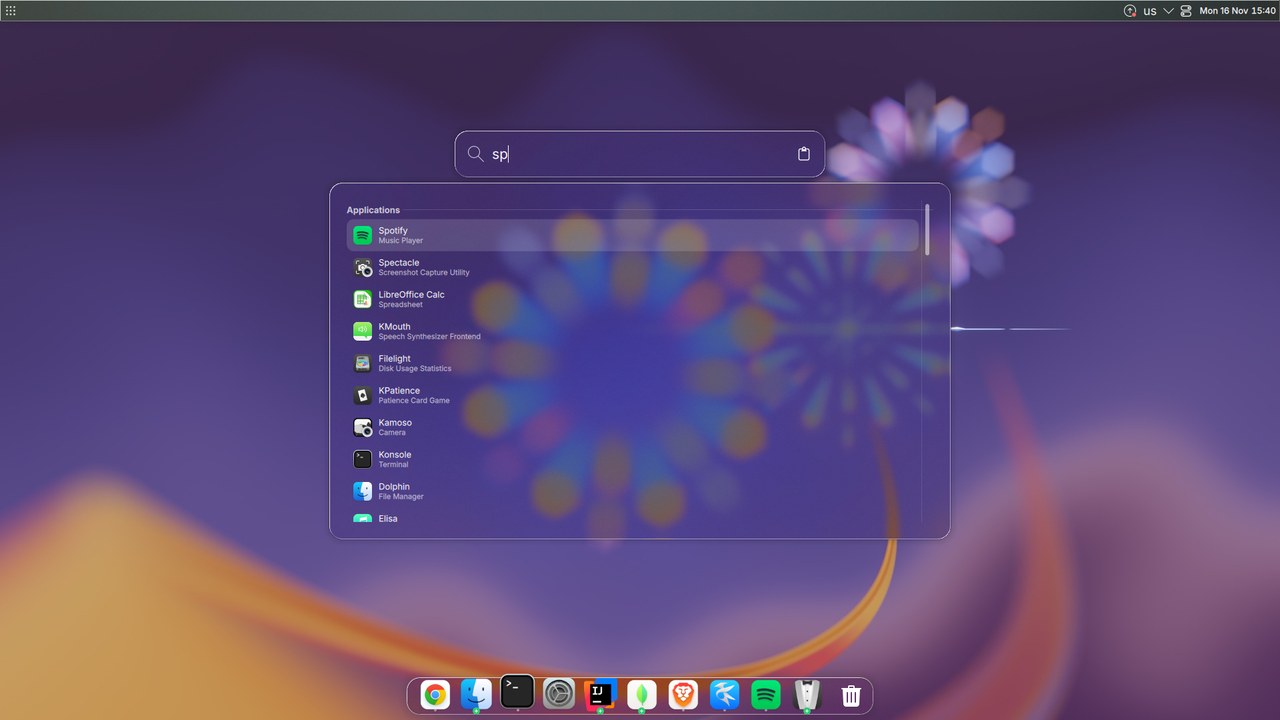 us
Mon 16 Nov 15:40
sp
Applications
Spotify
Music Player
Spectacle
Screenshot Capture Utility
LibreOffice Calc
Spreadsheet
KMouth
Speech Synthesizer Frontend
Filelight
Disk Usage Statistics
KPatience
Patience Card Game
Kamoso
Camera
Konsole
Terminal
Dolphin
File Manager
Elisa
>_
IJ